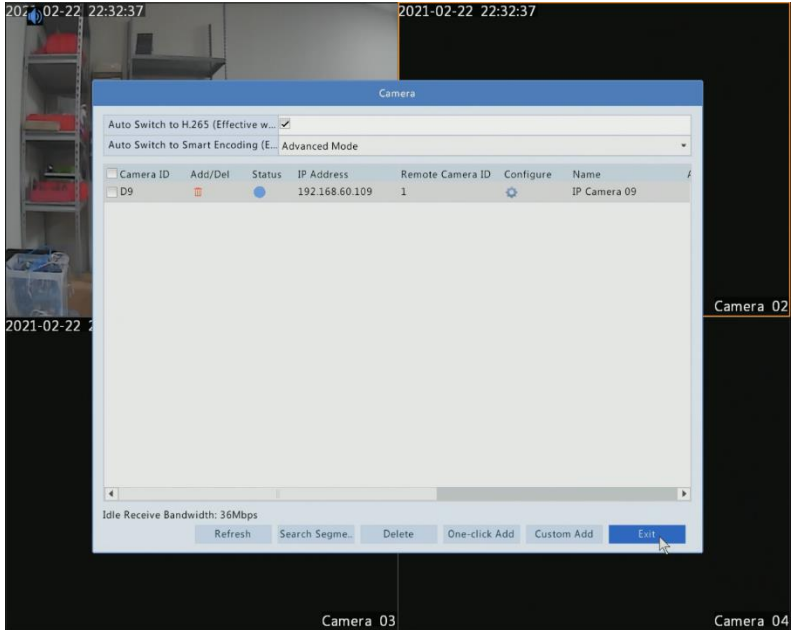 2021-02-22 22:32:37
2021-02-22 22:32:37
Camera
Auto Switch to H.265 (Effective w...
Auto Switch to Smart Encoding (E... Advanced Mode
Camera ID Add/Del Status IP Address Remote Camera ID Configure Name
D9 192.168.60.109 1 IP Camera 09
Camera 02
2021-02-22
Idle Receive Bandwidth: 36Mbps
Refresh Search Segme.. Delete One-click Add Custom Add Exit
Camera 03
Camera 04